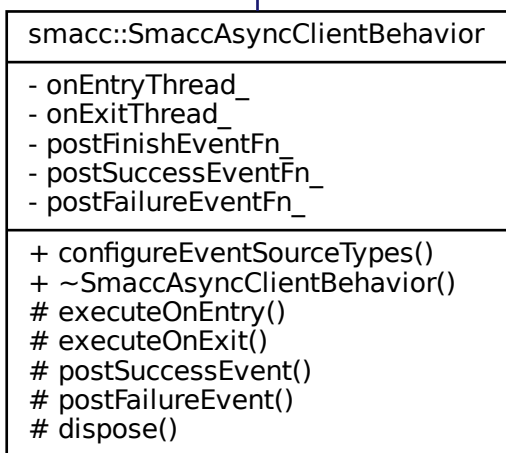 smacc::SmaccAsyncClientBehavior
- onEntryThread_
- onExitThread_
- postFinishEventFn_
- postSuccessEventFn_
- postFailureEventFn_
+ configureEventSourceTypes()
+ ~SmaccAsyncClientBehavior()
# executeOnEntry()
# executeOnExit()
# postSuccessEvent()
# postFailureEvent()
# dispose()